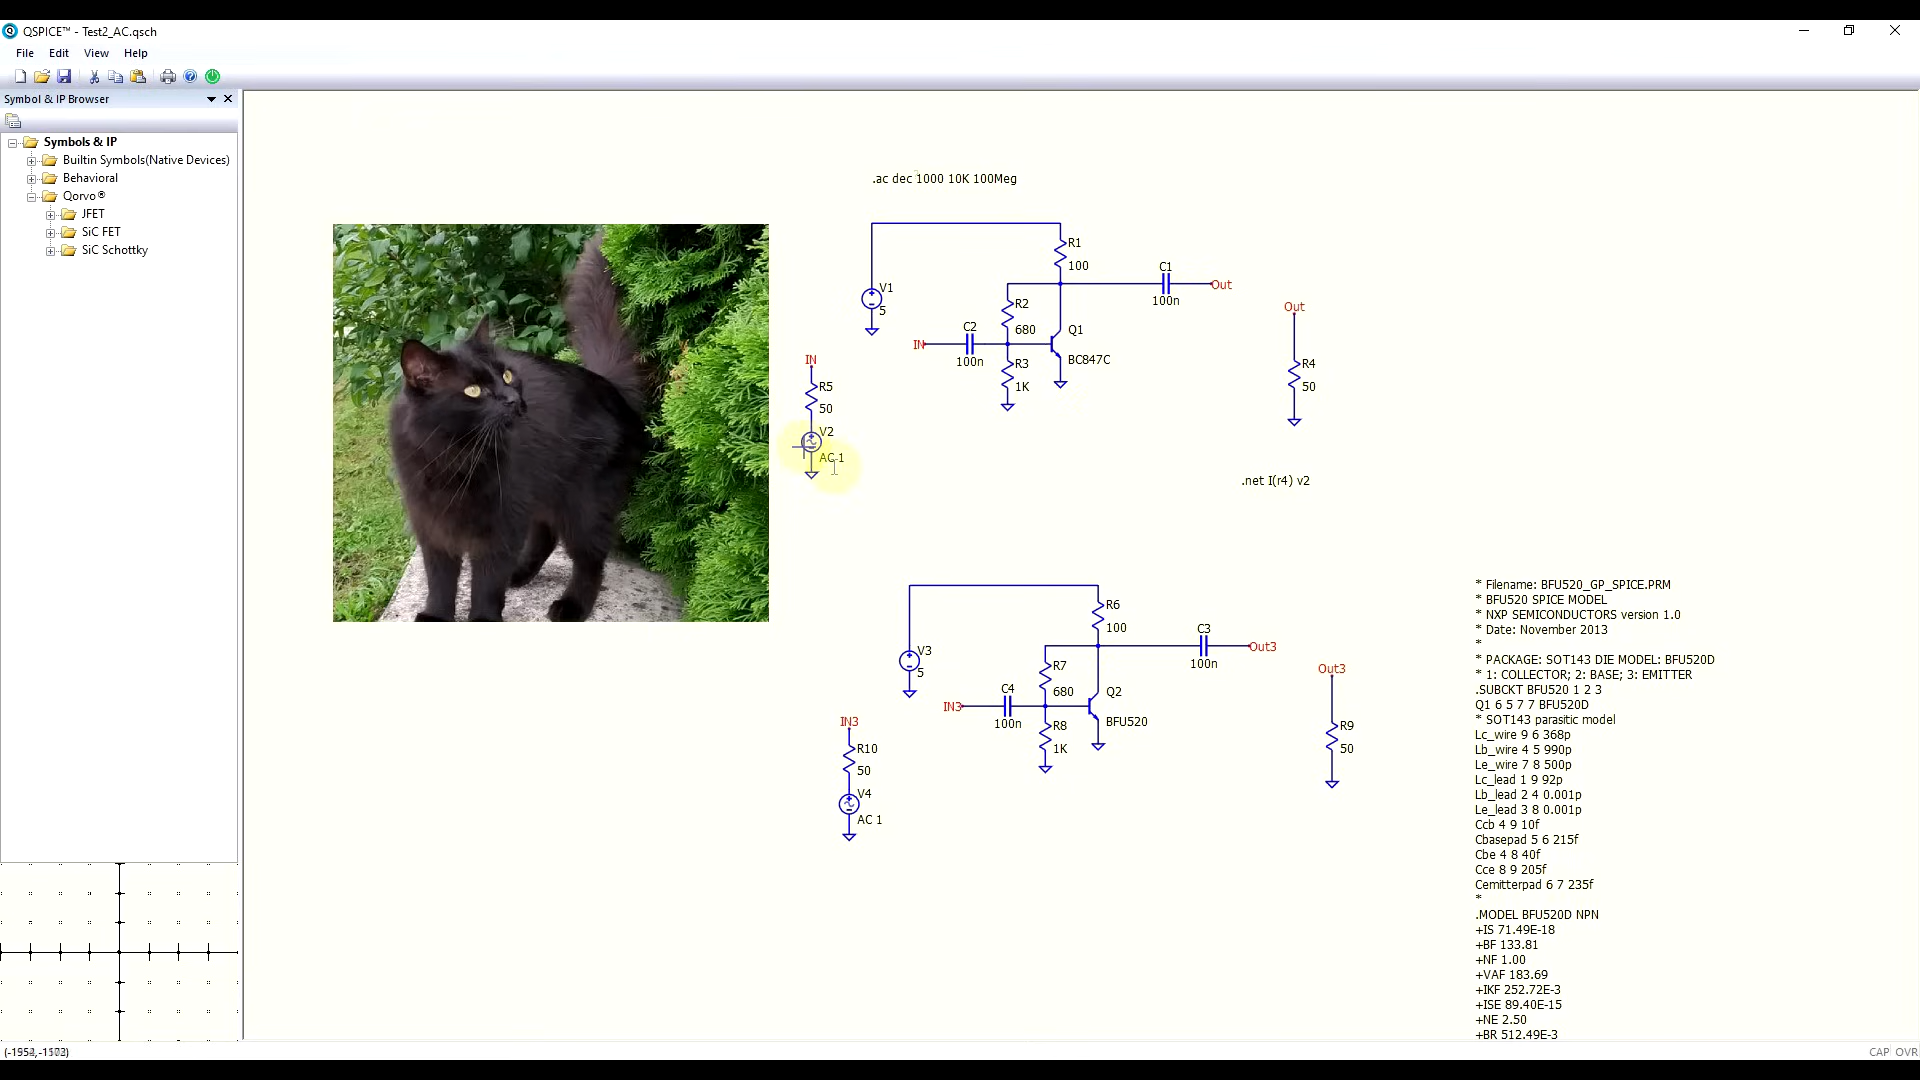 QSPICE™ - Test2_AC.qsch
File Edit View Help
Symbol & IP Browser
Symbols & IP
Builtin Symbols(Native Devices)
Behavioral
Qorvo®
JFET
SiC FET
SiC Schottky
.ac dec 1000 10K 100Meg
V1
5
R1
100
R2
680
C1
100n
Out
IN
C2
100n
R3
1K
Q1
BC847C
Out
R4
50
IN
R5
50
V2
AC 1
.net I(r4) v2
V3
5
R6
100
R7
680
C3
100n
Out3
IN3
C4
100n
R8
1K
Q2
BFU520
Out3
R9
50
IN3
R10
50
V4
AC 1
* Filename: BFU520_GP_SPICE.PRM
* BFU520 SPICE MODEL
* NXP SEMICONDUCTORS version 1.0
* Date: November 2013
*
* PACKAGE: SOT143 DIE MODEL: BFU520D
* 1: COLLECTOR; 2: BASE; 3: EMITTER
.SUBCKT BFU520 1 2 3
Q1 6 5 7 7 BFU520D
* SOT143 parasitic model
Lc_wire 9 6 368p
Lb_wire 4 5 990p
Le_wire 7 8 500p
Lc_lead 1 9 92p
Lb_lead 2 4 0.001p
Le_lead 3 8 0.001p
Ccb 4 9 10f
Cbasepad 5 6 215f
Cbe 4 8 40f
Cce 8 9 205f
Cemitterpad 6 7 235f
*
.MODEL BFU520D NPN
+IS 71.49E-18
+BF 133.81
+NF 1.00
+VAF 183.69
+IKF 252.72E-3
+ISE 89.40E-15
+NE 2.50
+BR 512.49E-3
CAP OVR